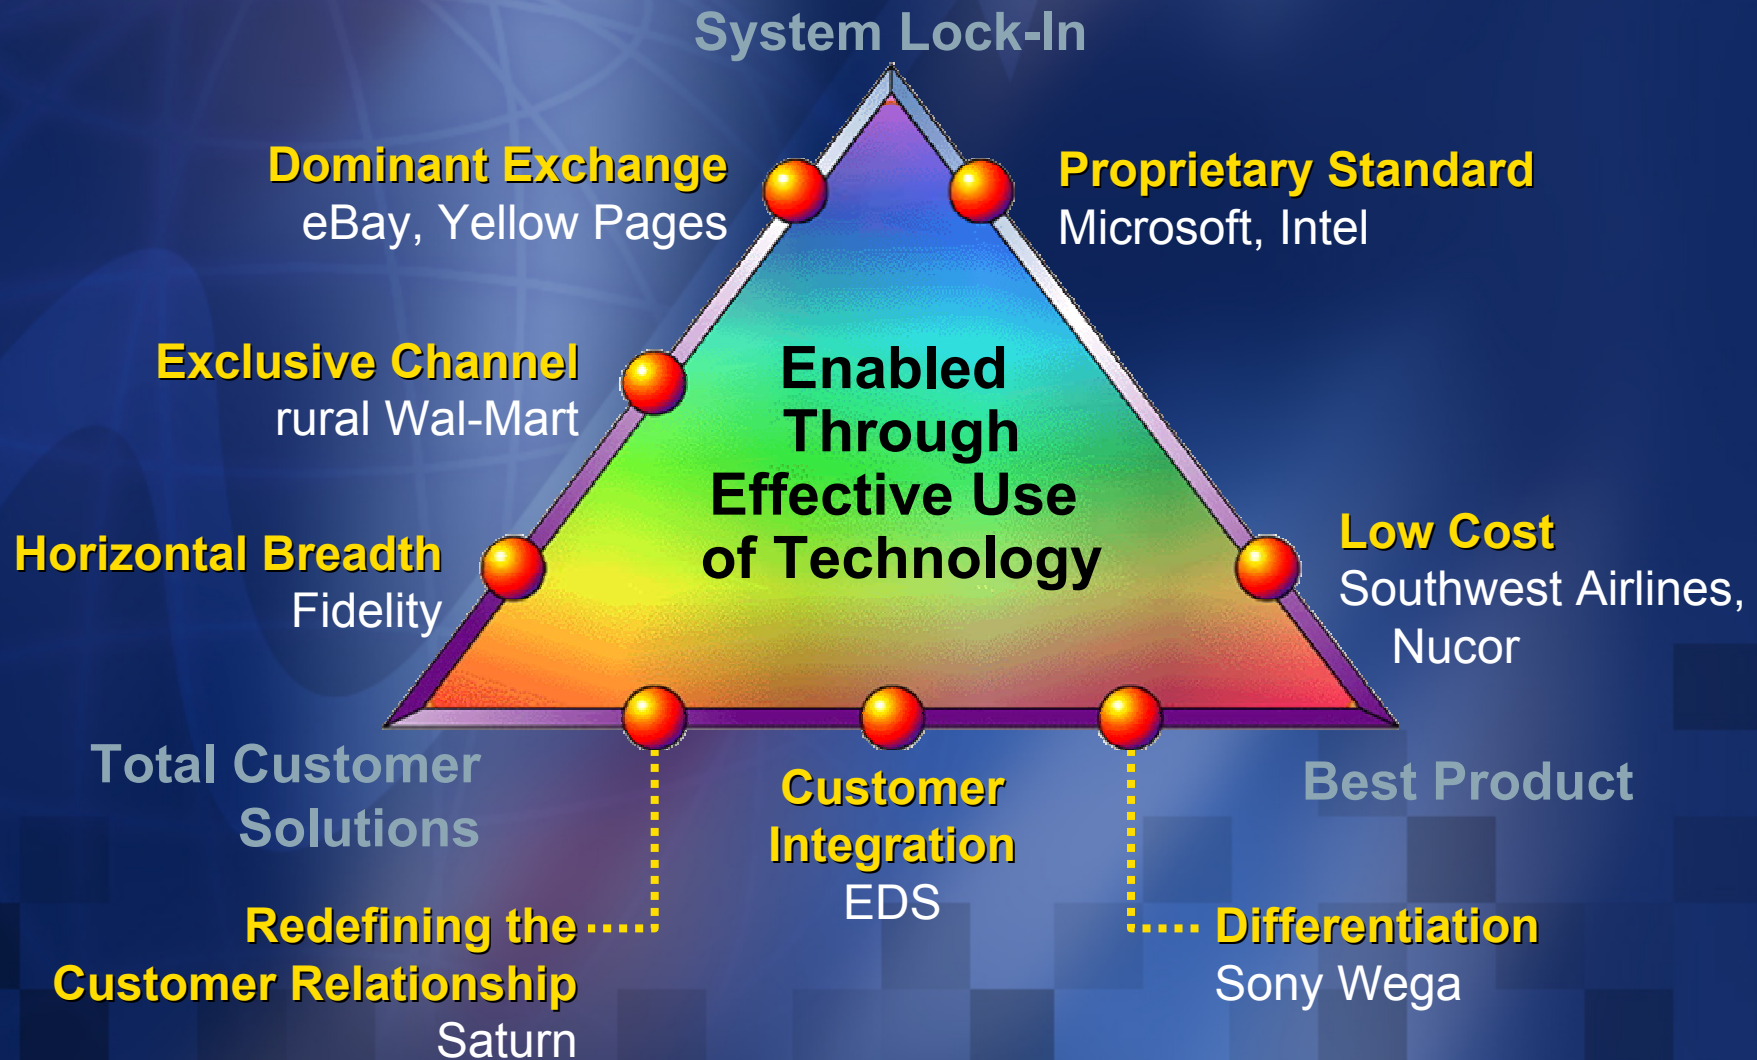 System Lock-In
Dominant Exchange
eBay, Yellow Pages
Proprietary Standard
Microsoft, Intel
Exclusive Channel
rural Wal-Mart
Enabled
Through
Effective Use
of Technology
Horizontal Breadth
Fidelity
Low Cost
Southwest Airlines,
Nucor
Total Customer
Solutions
Best Product
Customer
Integration
EDS
Redefining the
Customer Relationship
Saturn
Differentiation
Sony Wega